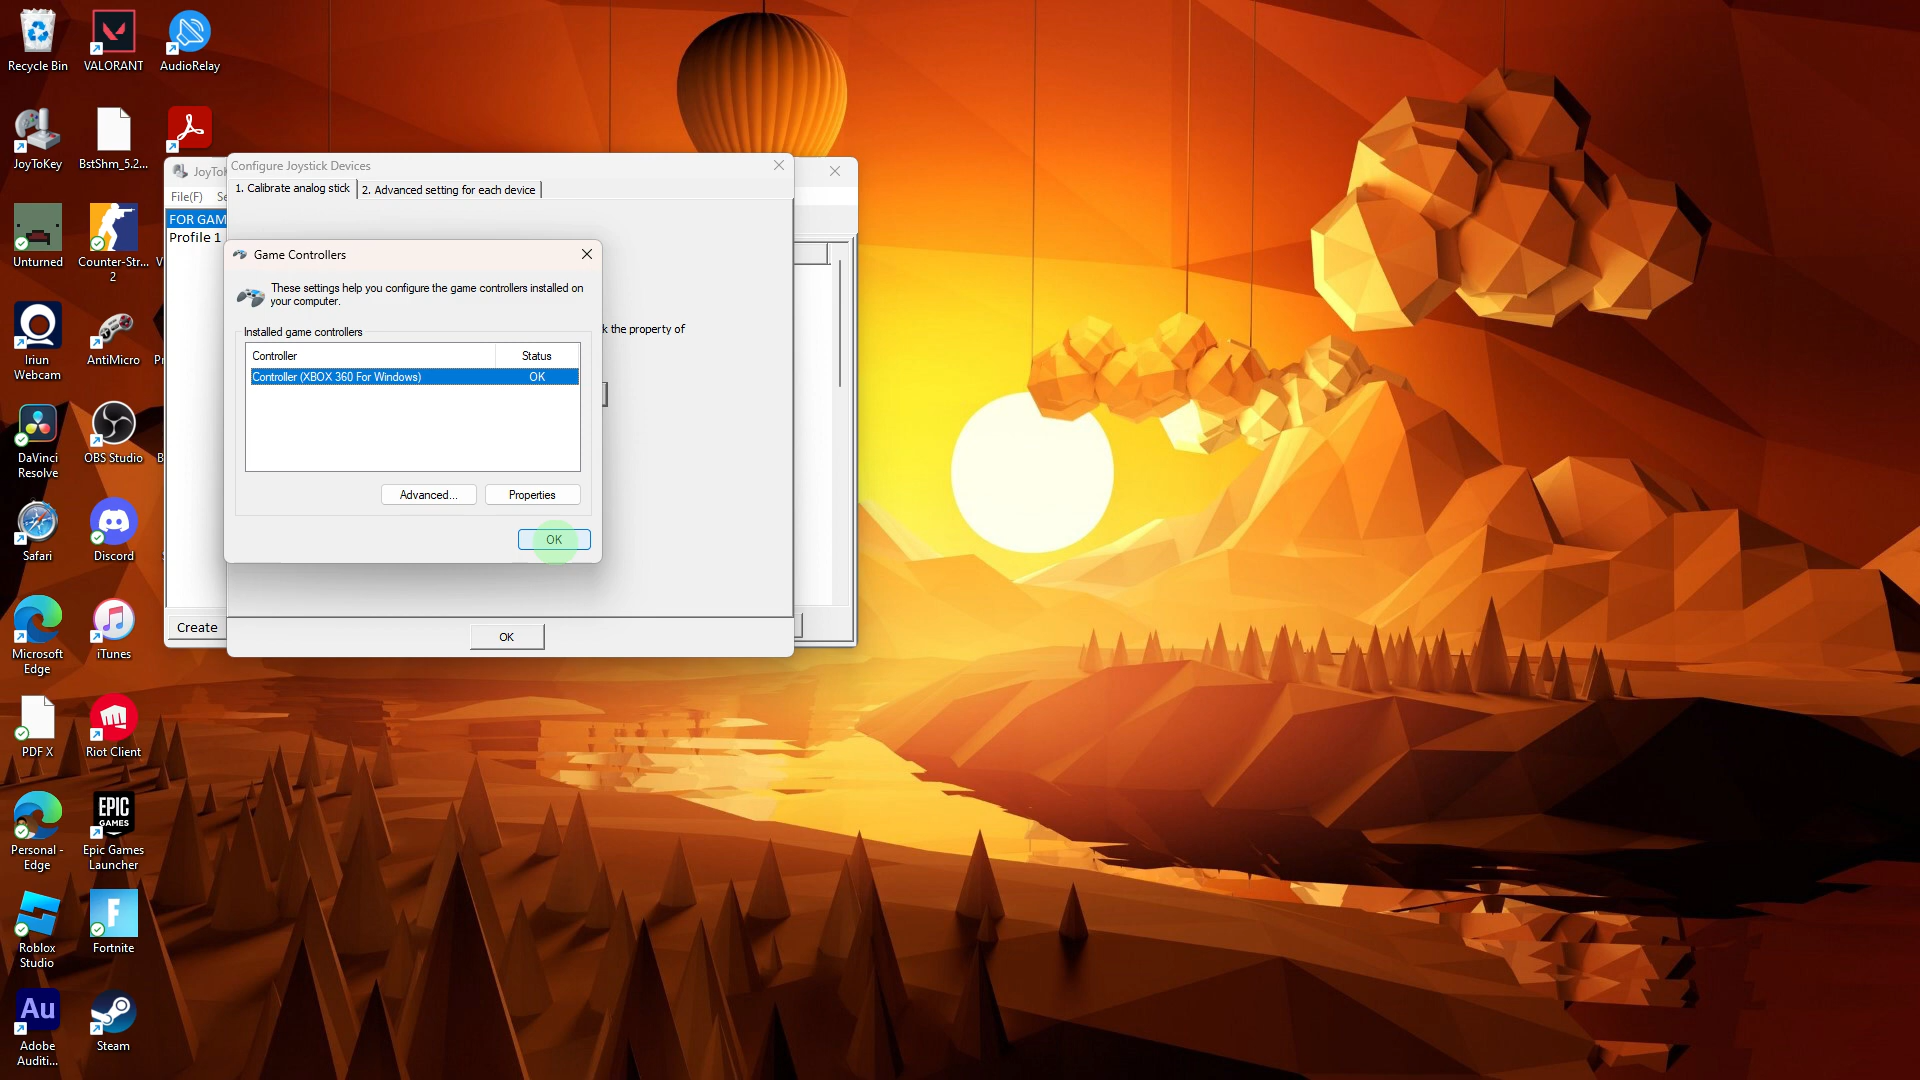 Recycle Bin
VALORANT
AudioRelay
JoyToKey
BstShm_5.2...
Unturned
Counter-Str...
2
Iriun
Webcam
AntiMicro
DaVinci
Resolve
OBS Studio
Safari
Discord
Microsoft
Edge
iTunes
PDF X
Riot Client
Personal -
Edge
EPIC
GAMES
Epic Games
Launcher
Roblox
Studio
F
Fortnite
Au
Adobe
Auditi...
Steam
File(F)
FOR GAM
Profile 1
Create
Configure Joystick Devices
1. Calibrate analog stick
2. Advanced setting for each device
the property of
OK
Game Controllers
These settings help you configure the game controllers installed on
your computer.
Installed game controllers
Controller Status
Controller (XBOX 360 For Windows) OK
Advanced...
Properties
OK